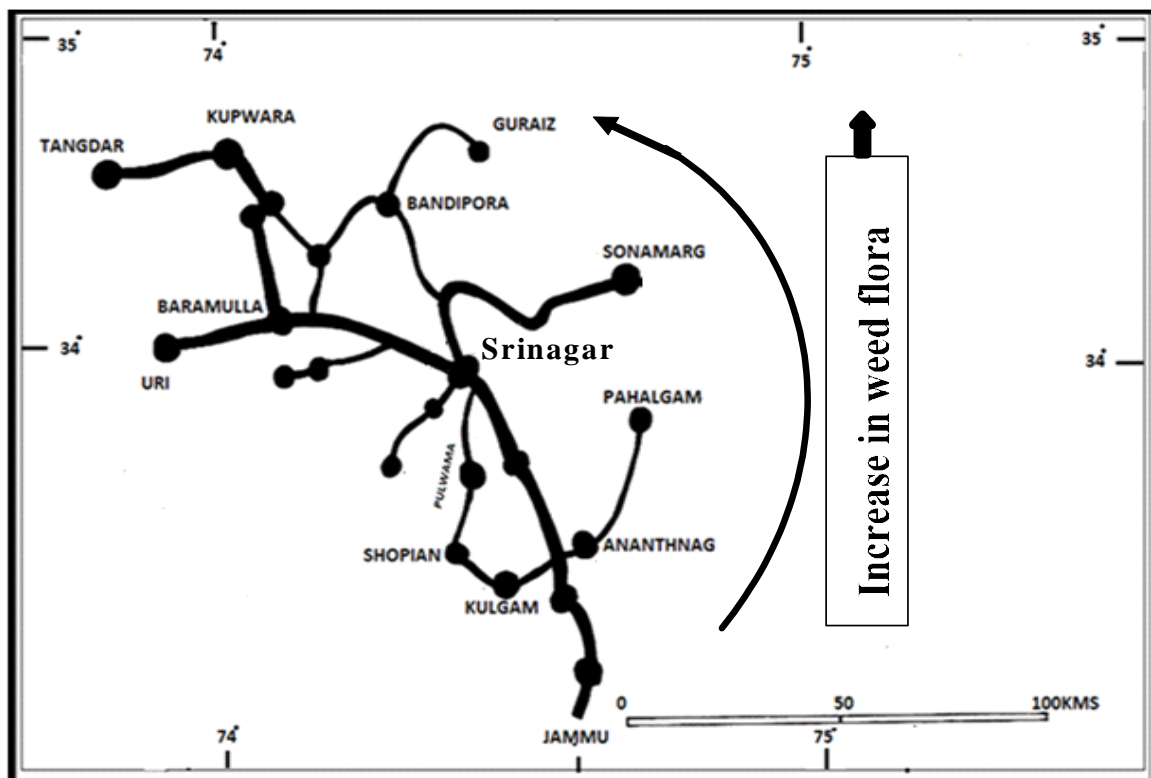 35°
74°
75°
35°
KUPWARA
GURAIZ
TANGDAR
BANDIPORA
SONAMARG
BARAMULLA
34°
Srinagar
34°
URI
PAHALGAM
PULWAMA
Increase in weed flora
SHOPIAN
ANANTHNAG
KULGAM
0 50 100KMS
74°
JAMMU
75°